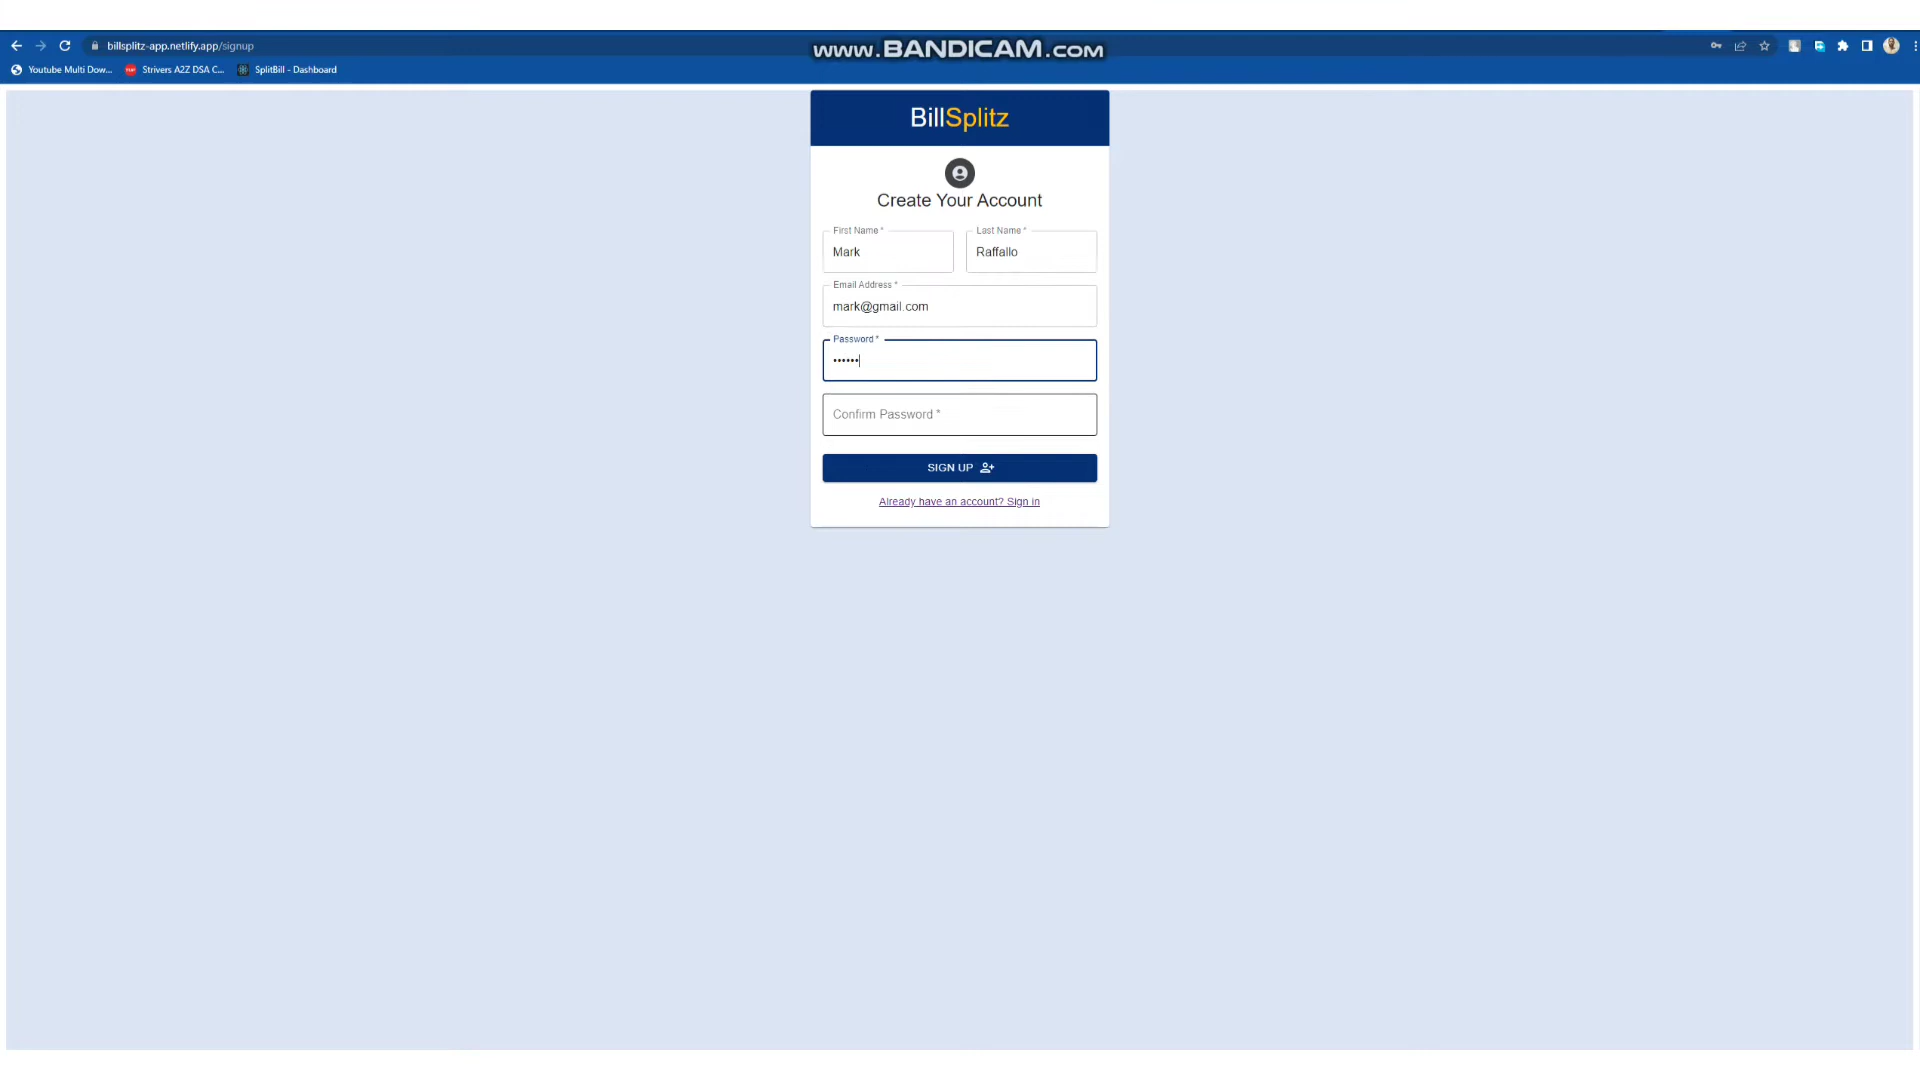 billsplitz-app.netlify.app/signup
www.BANDICAM.com
Youtube Multi Dow...
Strivers A2Z DSA C...
SplitBill - Dashboard
BillSplitz
Create Your Account
First Name *
Last Name *
Mark
Raffallo
Email Address *
mark@gmail.com
Password *
••••••
Confirm Password *
SIGN UP
Already have an account? Sign in